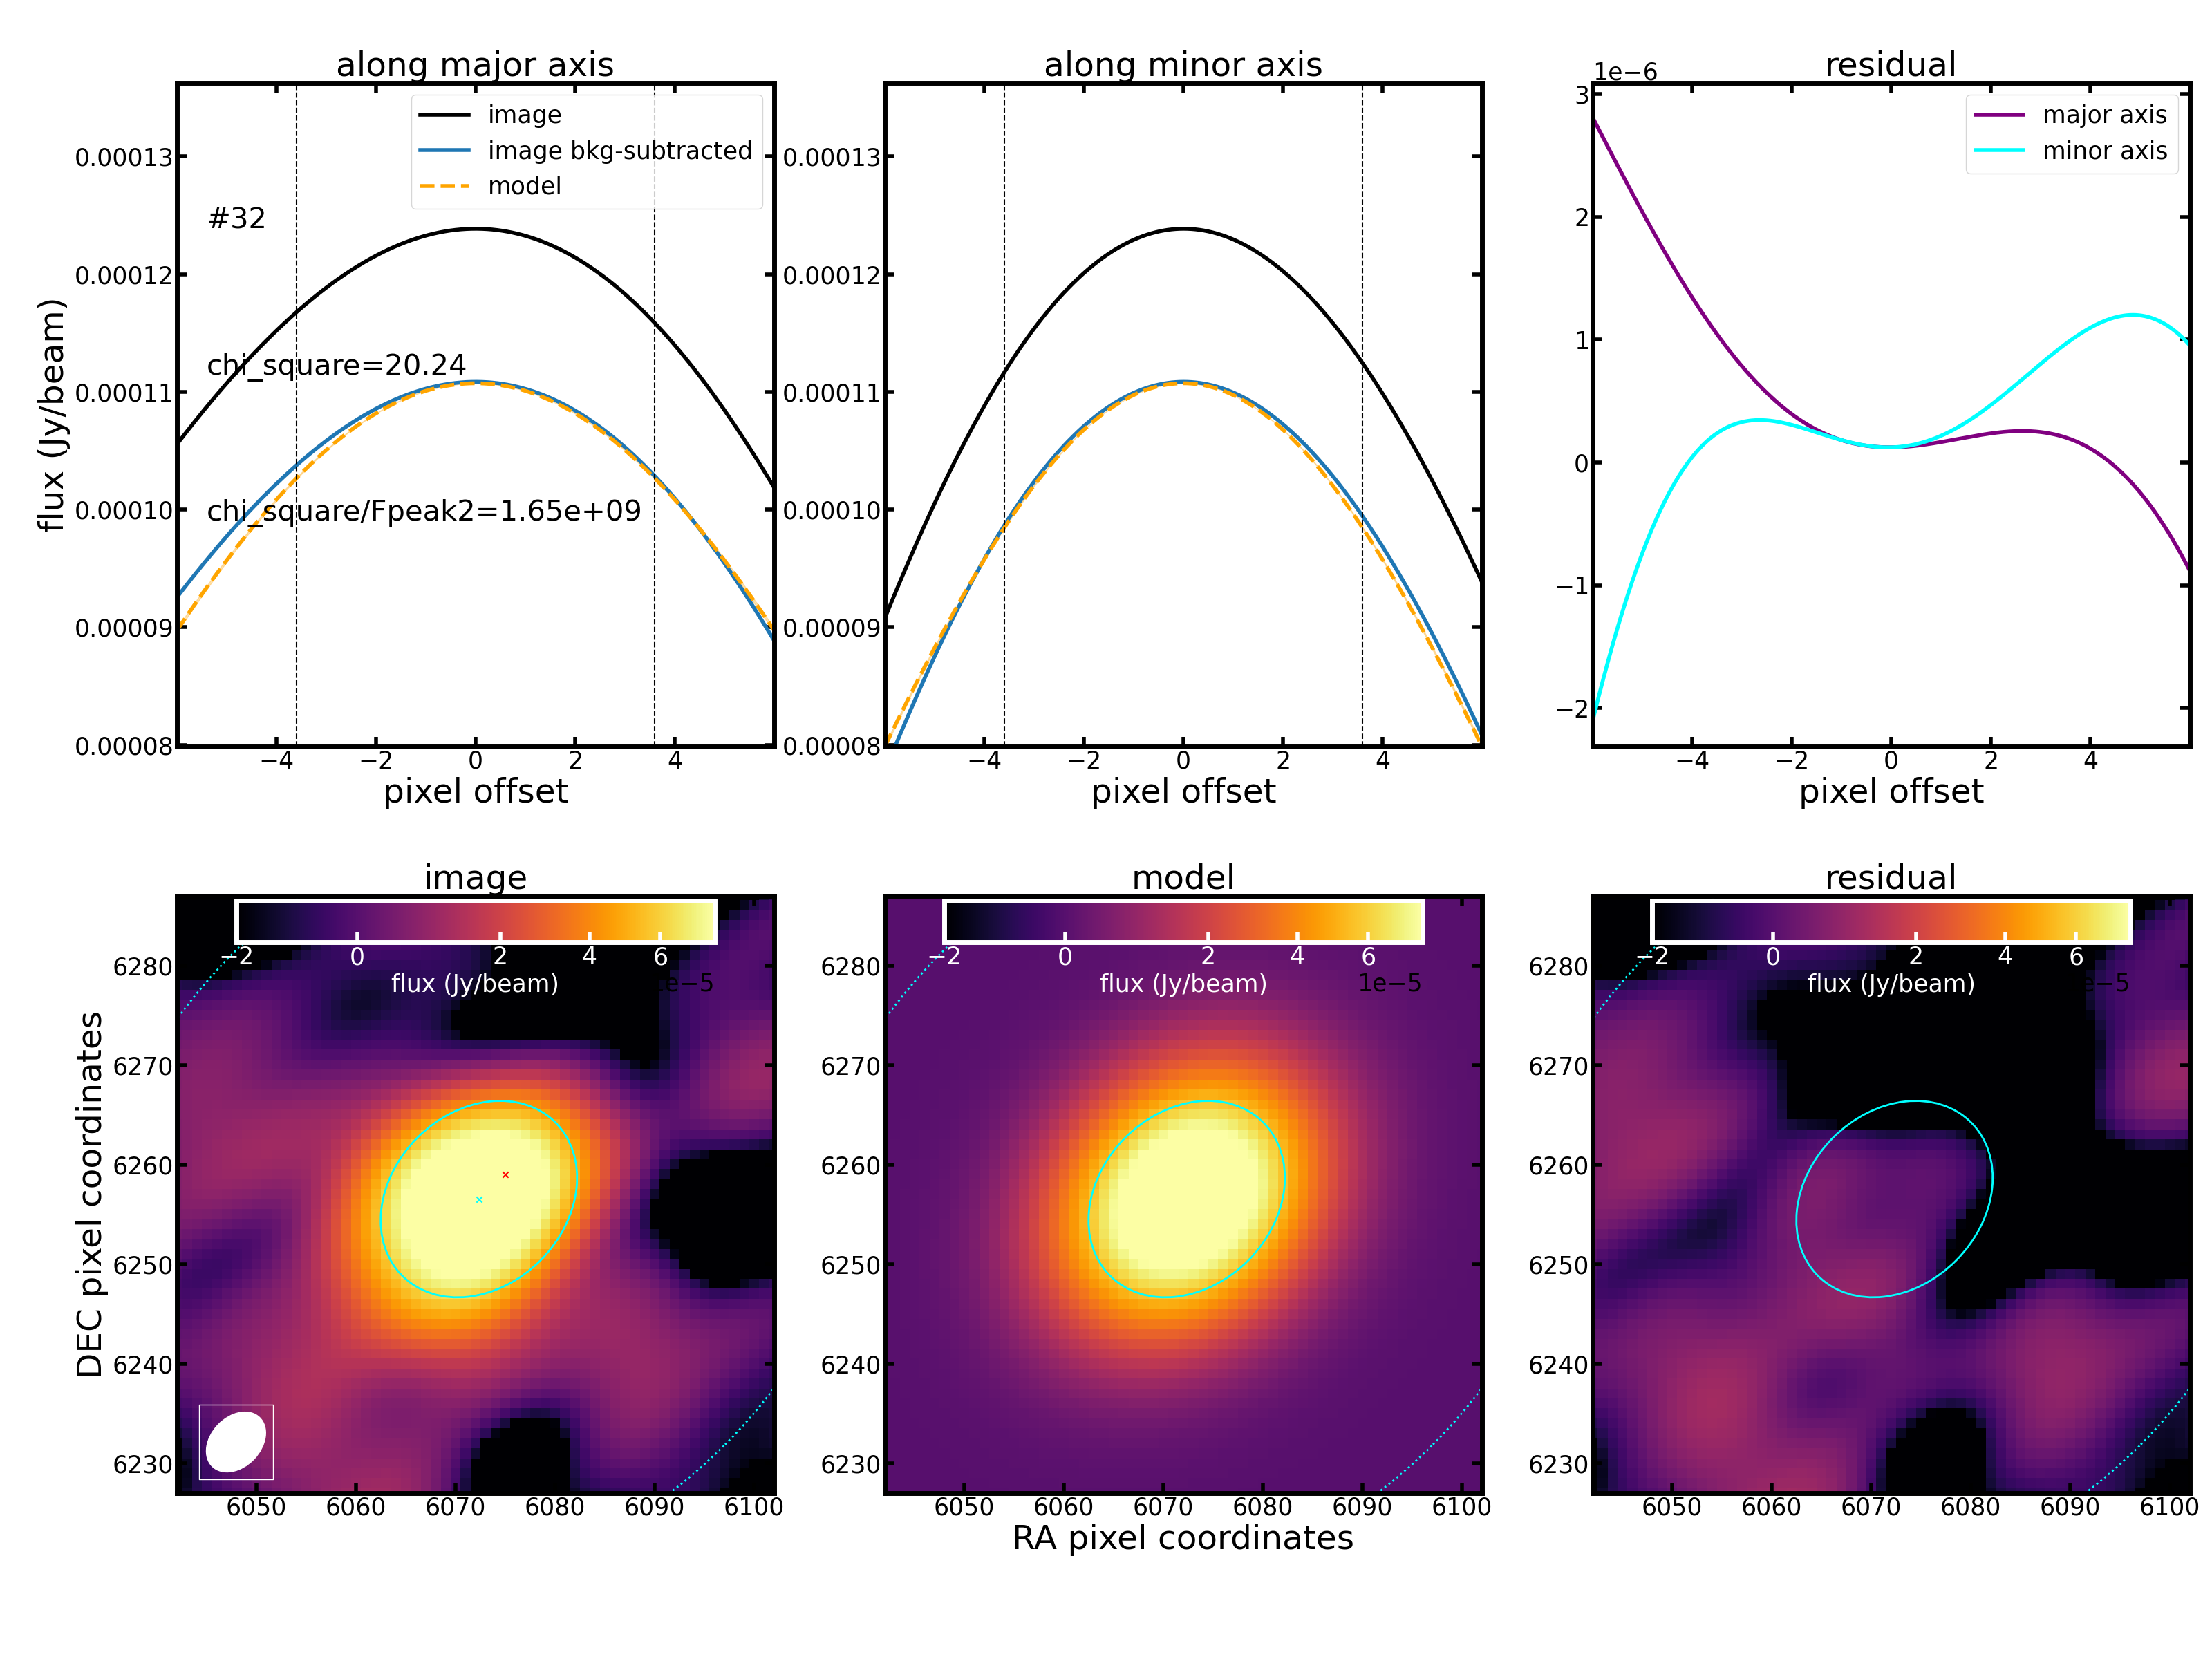 along major axis
along minor axis
residual
1e−6
image
image bkg-subtracted
model
major axis
minor axis
#32
chi_square=20.24
chi_square/Fpeak2=1.65e+09
flux (Jy/beam)
0.00013
0.00012
0.00011
0.00010
0.00009
0.00008
0.00013
0.00012
0.00011
0.00010
0.00009
0.00008
3
2
1
0
−1
−2
−4 −2 0 2 4
−4 −2 0 2 4
−4 −2 0 2 4
pixel offset
pixel offset
pixel offset
image
model
residual
−2 0 2 4 6
−2 0 2 4 6
−2 0 2 4 6
flux (Jy/beam)
flux (Jy/beam)
1e−5
flux (Jy/beam)
DEC pixel coordinates
6280
6270
6260
6250
6240
6230
6280
6270
6260
6250
6240
6230
6280
6270
6260
6250
6240
6230
6050 6060 6070 6080 6090 6100
6050 6060 6070 6080 6090 6100
6050 6060 6070 6080 6090 6100
RA pixel coordinates